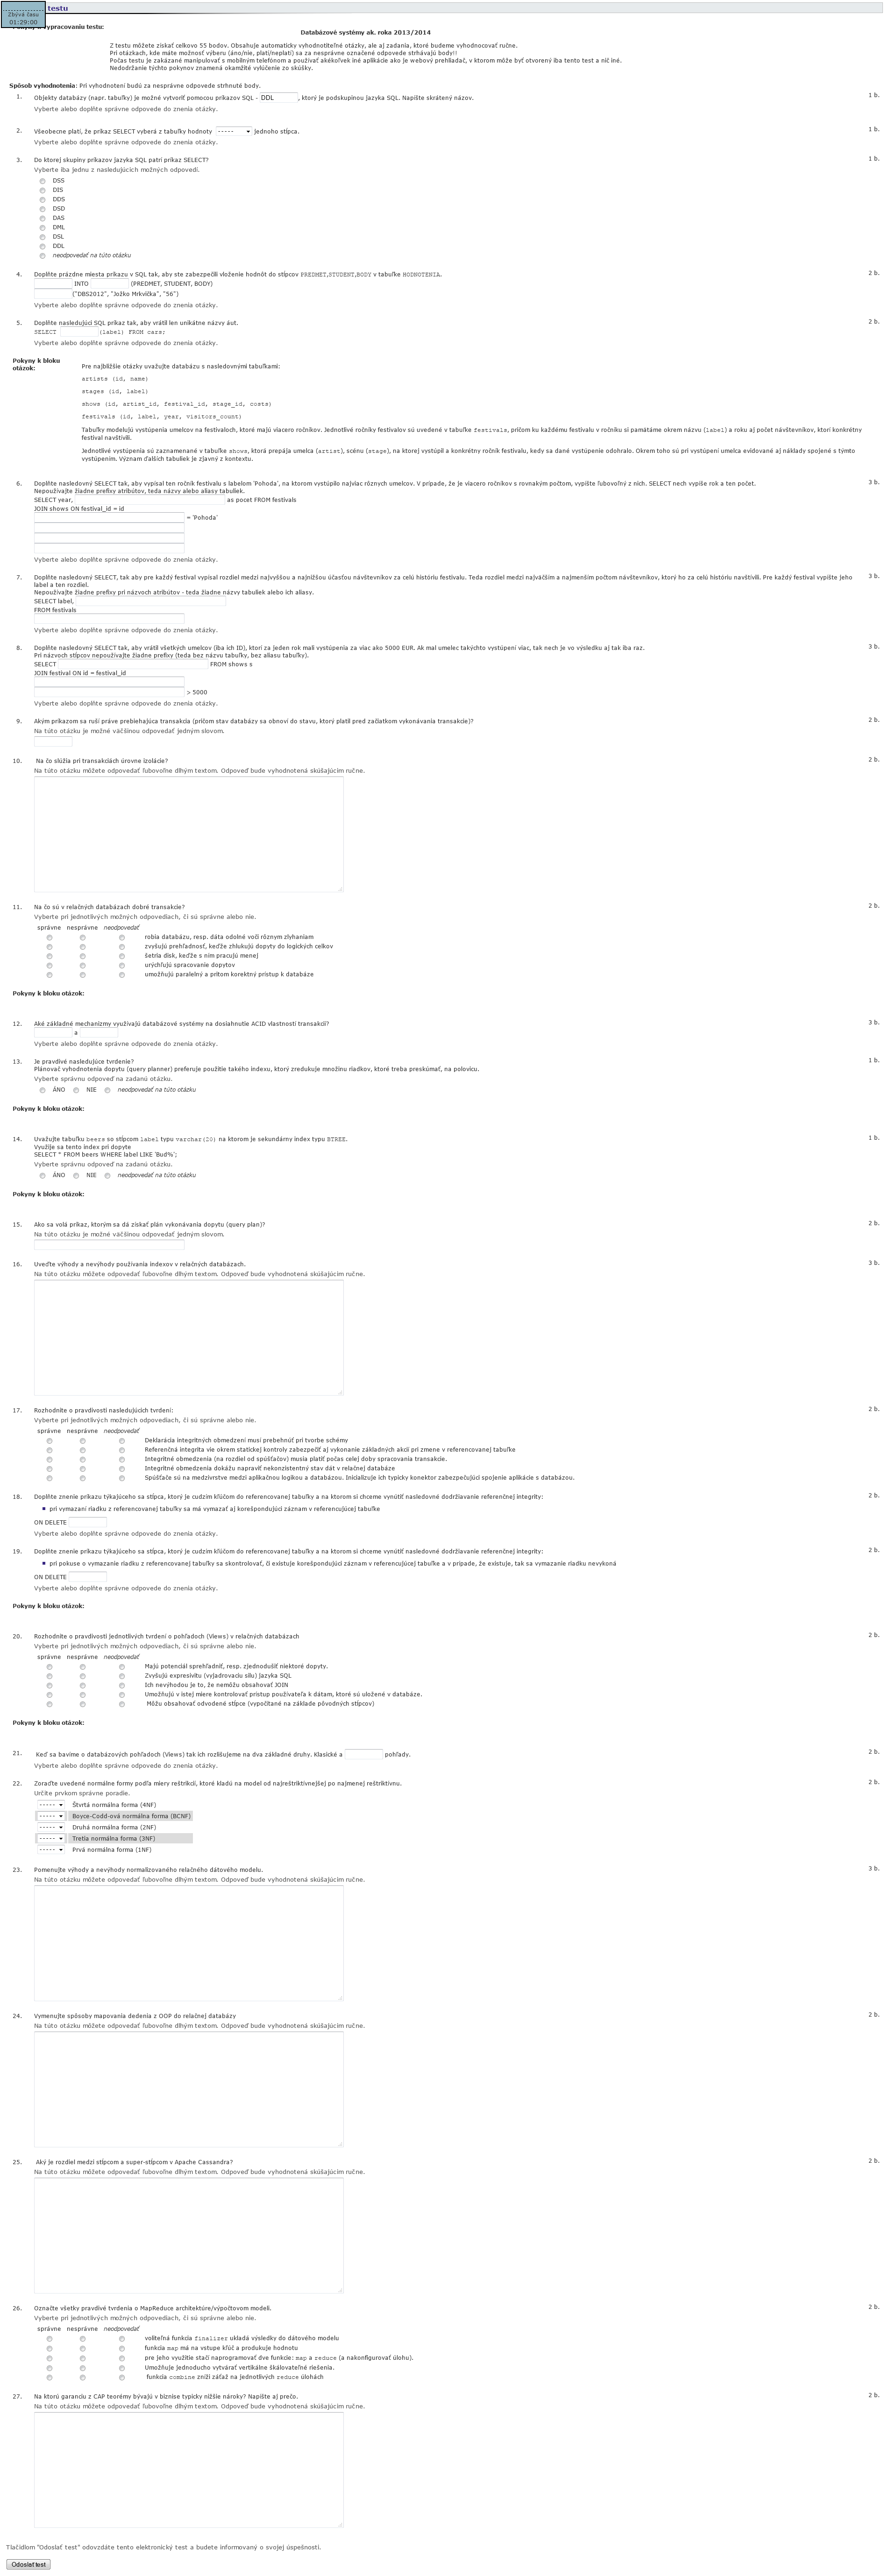 testu
Zbývá času
01:29:00
vypracovaniu testu:
Databázové systémy ak. roka 2013/2014
Z testu môžete získať celkovo 55 bodov. Obsahuje automaticky vyhodnotiteľné otázky, ale aj zadania, ktoré budeme vyhodnocovať ručne.
Pri otázkach, kde máte možnosť výberu (áno/nie, platí/neplatí) sa za nesprávne označené odpovede strhávajú body!!
Počas testu je zakázané manipulovať s mobilným telefónom a používať akékoľvek iné aplikácie ako je webový prehliadač, v ktorom môže byť otvorený iba tento test a nič iné.
Nedodržanie týchto pokynov znamená okamžité vylúčenie zo skúšky.
Spôsob vyhodnotenia: Pri vyhodnotení budú za nesprávne odpovede strhnuté body.
1. Objekty databázy (napr. tabuľky) je možné vytvoriť pomocou príkazov SQL - DDL, ktorý je podskupinou jazyka SQL. Napíšte skrátený názov. 1 b.
Vyberte alebo doplňte správne odpovede do znenia otázky.
2. Všeobecne platí, že príkaz SELECT vyberá z tabuľky hodnoty ----- jedného stĺpca. 1 b.
Vyberte alebo doplňte správne odpovede do znenia otázky.
3. Do ktorej skupiny príkazov jazyka SQL patrí príkaz SELECT? 1 b.
Vyberte iba jednu z nasledujúcich možných odpovedí.
DSS
DIS
DDS
DSD
DAS
DML
DSL
DDL
neodpovedať na túto otázku
4. Doplňte prázdne miesta príkazu v SQL tak, aby ste zabezpečili vloženie hodnôt do stĺpcov PREDMET,STUDENT,BODY v tabuľke HODNOTENIA. 2 b.
INTO (PREDMET, STUDENT, BODY)
("DBS2012", "Jožko Mrkvička", "56")
Vyberte alebo doplňte správne odpovede do znenia otázky.
5. Doplňte nasledujúci SQL príkaz tak, aby vrátil len unikátne názvy áut. 2 b.
SELECT (label) FROM cars;
Vyberte alebo doplňte správne odpovede do znenia otázky.
Pokyny k bloku
otázok:
Pre najbližšie otázky uvažujte databázu s nasledovnými tabuľkami:
artists (id, name)
stages (id, label)
shows (id, artist_id, festival_id, stage_id, costs)
festivals (id, label, year, visitors_count)
Tabuľky modelujú vystúpenia umelcov na festivaloch, ktoré majú viacero ročníkov. Jednotlivé ročníky festivalov sú uvedené v tabuľke festivals, pričom ku každému festivalu v ročníku si pamätáme okrem názvu (label) a roku aj počet návštevníkov, ktorí konkrétny
festival navštívili.
Jednotlivé vystúpenia sú zaznamenané v tabuľke shows, ktorá prepája umelca (artist), scénu (stage), na ktorej vystúpil a konkrétny ročník festivalu, kedy sa dané vystúpenie odohralo. Okrem toho sú pri vystúpení umelca evidované aj náklady spojené s týmto
vystúpením. Význam ďalších tabuliek je zjavný z kontextu.
6. Doplňte nasledovný SELECT tak, aby vypísal ten ročník festivalu s labelom 'Pohoda', na ktorom vystúpilo najviac rôznych umelcov. V prípade, že je viacero ročníkov s rovnakým počtom, vypíšte ľubovoľný z nich. SELECT nech vypíše rok a ten počet. 3 b.
Nepoužívajte žiadne prefixy atribútov, teda názvy alebo aliasy tabuliek.
SELECT year, as pocet FROM festivals
JOIN shows ON festival_id = id
= 'Pohoda'
Vyberte alebo doplňte správne odpovede do znenia otázky.
7. Doplňte nasledovný SELECT, tak aby pre každý festival vypísal rozdiel medzi najvyššou a najnižšou účasťou návštevníkov za celú históriu festivalu. Teda rozdiel medzi najväčším a najmenším počtom návštevníkov, ktorý ho za celú históriu navštívili. Pre každý festival vypíšte jeho 3 b.
label a ten rozdiel.
Nepoužívajte žiadne prefixy pri názvoch atribútov - teda žiadne názvy tabuliek ani ich aliasy.
SELECT label,
FROM festivals
Vyberte alebo doplňte správne odpovede do znenia otázky.
8. Doplňte nasledovný SELECT tak, aby vrátil všetkých umelcov (iba ich ID), ktorí za jeden rok mali vystúpenia za viac ako 5000 EUR. Ak mal umelec takýchto vystúpení viac, tak nech je vo výsledku aj tak iba raz. 3 b.
Pri názvoch stĺpcov nepoužívajte žiadne prefixy (teda bez názvu tabuľky, bez aliasu tabuľky).
SELECT FROM shows s
JOIN festival ON id = festival_id
> 5000
Vyberte alebo doplňte správne odpovede do znenia otázky.
9. Akým príkazom sa ruší práve prebiehajúca transakcia (pričom stav databázy sa obnoví do stavu, ktorý platil pred začiatkom vykonávania transakcie)? 2 b.
Na túto otázku je možné väčšinou odpovedať jedným slovom.
10. Na čo slúžia pri transakciách úrovne izolácie? 2 b.
Na túto otázku môžete odpovedať ľubovoľne dlhým textom. Odpoveď bude vyhodnotená skúšajúcim ručne.
11. Na čo sú v relačných databázach dobré transakcie? 2 b.
Vyberte pri jednotlivých možných odpovediach, či sú správne alebo nie.
správne nesprávne neodpovedať
robia databázu, resp. dáta odolné voči rôznym zlyhaniam
zvyšujú prehľadnosť, keďže zhlukujú dopyty do logických celkov
šetria disk, keďže s ním pracujú menej
urýchľujú spracovanie dopytov
umožňujú paralelný a pritom korektný prístup k databáze
Pokyny k bloku otázok:
12. Aké základné mechanizmy využívajú databázové systémy na dosiahnutie ACID vlastností transakcií? 3 b.
a
Vyberte alebo doplňte správne odpovede do znenia otázky.
13. Je pravdivé nasledujúce tvrdenie? 1 b.
Plánovač vyhodnotenia dopytu (query planner) preferuje použitie takého indexu, ktorý zredukuje množinu riadkov, ktoré treba preskúmať, na polovicu.
Vyberte správnu odpoveď na zadanú otázku.
ÁNO NIE neodpovedať na túto otázku
Pokyny k bloku otázok:
14. Uvažujte tabuľku beers so stĺpcom label typu varchar(20) na ktorom je sekundárny index typu BTREE. 1 b.
Využije sa tento index pri dopyte
SELECT * FROM beers WHERE label LIKE 'Bud%';
Vyberte správnu odpoveď na zadanú otázku.
ÁNO NIE neodpovedať na túto otázku
Pokyny k bloku otázok:
15. Ako sa volá príkaz, ktorým sa dá získať plán vykonávania dopytu (query plan)? 2 b.
Na túto otázku je možné väčšinou odpovedať jedným slovom.
16. Uveďte výhody a nevýhody používania indexov v relačných databázach. 3 b.
Na túto otázku môžete odpovedať ľubovoľne dlhým textom. Odpoveď bude vyhodnotená skúšajúcim ručne.
17. Rozhodnite o pravdivosti nasledujúcich tvrdení: 2 b.
Vyberte pri jednotlivých možných odpovediach, či sú správne alebo nie.
správne nesprávne neodpovedať
Deklarácia integritných obmedzení musí prebehnúť pri tvorbe schémy
Referenčná integrita vie okrem statickej kontroly zabezpečiť aj vykonanie základných akcií pri zmene v referencovanej tabuľke
Integritné obmedzenia (na rozdiel od spúšťačov) musia platiť počas celej doby spracovania transakcie.
Integritné obmedzenia dokážu napraviť nekonzistentný stav dát v relačnej databáze
Spúšťače sú na medzivrstve medzi aplikačnou logikou a databázou. Inicializuje ich typicky konektor zabezpečujúci spojenie aplikácie s databázou.
18. Doplňte znenie príkazu týkajúceho sa stĺpca, ktorý je cudzím kľúčom do referencovanej tabuľky a na ktorom si chceme vynútiť nasledovné dodržiavanie referenčnej integrity: 2 b.
pri vymazaní riadku z referencovanej tabuľky sa má vymazať aj korešpondujúci záznam v referencujúcej tabuľke
ON DELETE
Vyberte alebo doplňte správne odpovede do znenia otázky.
19. Doplňte znenie príkazu týkajúceho sa stĺpca, ktorý je cudzím kľúčom do referencovanej tabuľky a na ktorom si chceme vynútiť nasledovné dodržiavanie referenčnej integrity: 2 b.
pri pokuse o vymazanie riadku z referencovanej tabuľky sa skontrolovať, či existuje korešpondujúci záznam v referencujúcej tabuľke a v prípade, že existuje, tak sa vymazanie riadku nevykoná
ON DELETE
Vyberte alebo doplňte správne odpovede do znenia otázky.
Pokyny k bloku otázok:
20. Rozhodnite o pravdivosti jednotlivých tvrdení o pohľadoch (Views) v relačných databázach 2 b.
Vyberte pri jednotlivých možných odpovediach, či sú správne alebo nie.
správne nesprávne neodpovedať
Majú potenciál sprehľadniť, resp. zjednodušiť niektoré dopyty.
Zvyšujú expresivitu (vyjadrovaciu silu) jazyka SQL
Ich nevýhodou je to, že nemôžu obsahovať JOIN
Umožňujú v istej miere kontrolovať prístup používateľa k dátam, ktoré sú uložené v databáze.
Môžu obsahovať odvodené stĺpce (vypočítané na základe pôvodných stĺpcov)
Pokyny k bloku otázok:
21. Keď sa bavíme o databázových pohľadoch (Views) tak ich rozlišujeme na dva základné druhy. Klasické a pohľady. 2 b.
Vyberte alebo doplňte správne odpovede do znenia otázky.
22. Zoraďte uvedené normálne formy podľa miery reštrikcií, ktoré kladú na model od najreštriktívnejšej po najmenej reštriktívnu. 2 b.
Určite prvkom správne poradie.
----- Štvrtá normálna forma (4NF)
----- Boyce-Codd-ová normálna forma (BCNF)
----- Druhá normálna forma (2NF)
----- Tretia normálna forma (3NF)
----- Prvá normálna forma (1NF)
23. Pomenujte výhody a nevýhody normalizovaného relačného dátového modelu. 3 b.
Na túto otázku môžete odpovedať ľubovoľne dlhým textom. Odpoveď bude vyhodnotená skúšajúcim ručne.
24. Vymenujte spôsoby mapovania dedenia z OOP do relačnej databázy 2 b.
Na túto otázku môžete odpovedať ľubovoľne dlhým textom. Odpoveď bude vyhodnotená skúšajúcim ručne.
25. Aký je rozdiel medzi stĺpcom a super-stĺpcom v Apache Cassandra? 2 b.
Na túto otázku môžete odpovedať ľubovoľne dlhým textom. Odpoveď bude vyhodnotená skúšajúcim ručne.
26. Označte všetky pravdivé tvrdenia o MapReduce architektúre/výpočtovom modeli. 2 b.
Vyberte pri jednotlivých možných odpovediach, či sú správne alebo nie.
správne nesprávne neodpovedať
voliteľná funkcia finalizer ukladá výsledky do dátového modelu
funkcia map má na vstupe kľúč a produkuje hodnotu
pre jeho využitie stačí naprogramovať dve funkcie: map a reduce (a nakonfigurovať úlohu).
Umožňuje jednoducho vytvárať vertikálne škálovateľné riešenia.
funkcia combine zníži záťaž na jednotlivých reduce úlohách
27. Na ktorú garanciu z CAP teorémy bývajú v biznise typicky nižšie nároky? Napíšte aj prečo. 2 b.
Na túto otázku môžete odpovedať ľubovoľne dlhým textom. Odpoveď bude vyhodnotená skúšajúcim ručne.
Tlačidlom "Odoslať test" odovzdáte tento elektronický test a budete informovaný o svojej úspešnosti.
Odoslať test